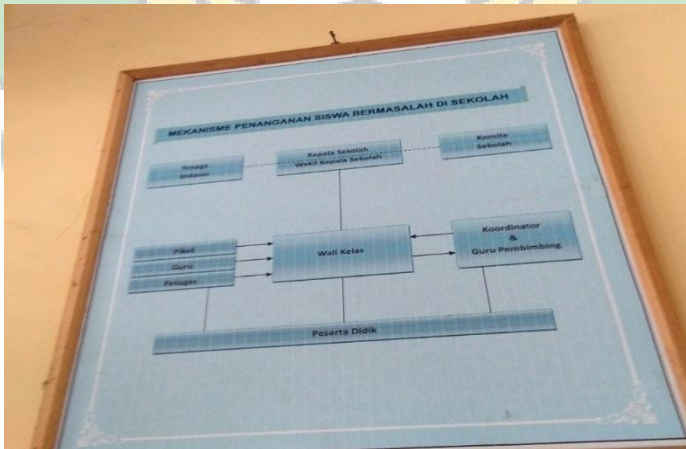 MEKANISME PENANGANAN SISWA BERMASALAH DI SEKOLAH
Tenaga
Instansi
Kepala Sekolah
Wakil Kepala Sekolah
Komite
Sekolah
Piket
Guru
Petugas
Wali Kelas
Koordinator
&
Guru Pembimbing
Peserta Didik